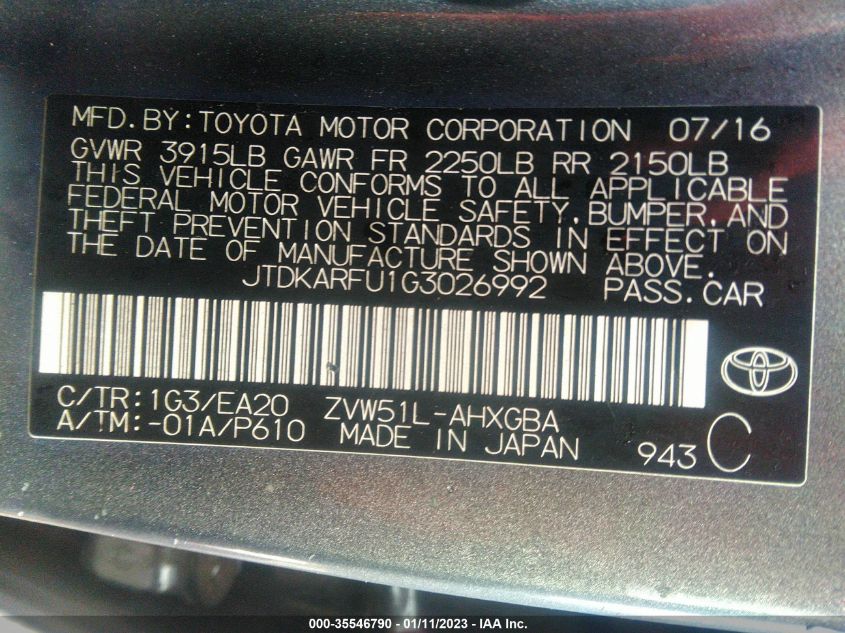 MFD.BY:TOYOTA MOTOR CORPORATION 07/16
GVWR 3915LB GAWR FR 2250LB RR 2150LB
THIS VEHICLE CONFORMS TO ALL APPLICABLE
FEDERAL MOTOR VEHICLE SAFETY,BUMPER,AND
THEFT PREVENTION STANDARDS IN EFFECT ON
THE DATE OF MANUFACTURE SHOWN ABOVE.
JTDKARFU1G3026992 PASS.CAR
C/TR:1G3/EA20 ZVW51L-AHXGBA
A/TM:-01A/P610 MADE IN JAPAN 943 C
000-35546790 - 01/11/2023 - IAA Inc.